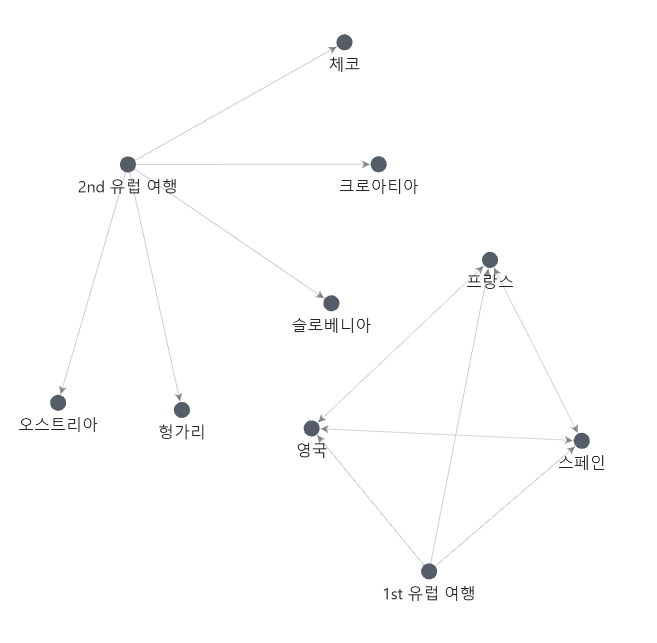 체코
2nd 유럽 여행
크로아티아
프랑스
슬로베니아
오스트리아
헝가리
영국
스페인
1st 유럽 여행